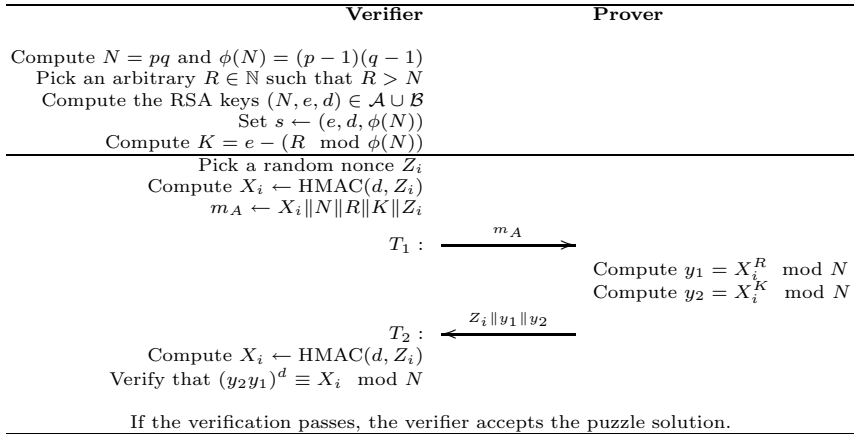 Verifier Prover
Compute N = pq and ϕ(N) = (p − 1)(q − 1)
Pick an arbitrary R ∈ ℕ such that R > N
Compute the RSA keys (N, e, d) ∈ 𝒜 ∪ ℬ
Set s ← (e, d, ϕ(N))
Compute K = e − (R mod ϕ(N))
Pick a random nonce Z_i
Compute X_i ← HMAC(d, Z_i)
m_A ← X_i‖N‖R‖K‖Z_i
T_1 : m_A
Compute y_1 = X_i^R mod N
Compute y_2 = X_i^K mod N
T_2 : Z_i‖y_1‖y_2
Compute X_i ← HMAC(d, Z_i)
Verify that (y_2y_1)^d ≡ X_i mod N
If the verification passes, the verifier accepts the puzzle solution.